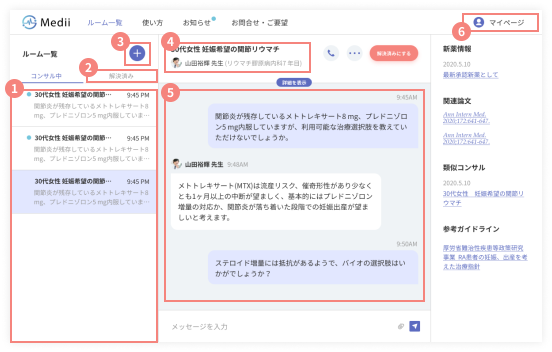 Medii
ルーム一覧
使い方
お知らせ
お問合せ・ご要望
6
マイページ
ルーム一覧
3
コンサル中
2
解決済み
1
30代女性 妊娠希望の関節…
9:45 PM
関節炎が残存しているメトトレキサート8
mg、プレドニゾロン5 mg内服していま…
30代女性 妊娠希望の関節…
9:45 PM
関節炎が残存しているメトトレキサート8
mg、プレドニゾロン5 mg内服していま…
30代女性 妊娠希望の関節…
9:45 PM
関節炎が残存しているメトトレキサート8
mg、プレドニゾロン5 mg内服していま…
4
30代女性 妊娠希望の関節リウマチ
山田裕輝 先生 (リウマチ膠原病内科7年目)
解決済みにする
詳細を表示
5
9:45AM
関節炎が残存しているメトトレキサート8 mg、プレドニゾロ
ン5 mg内服していますが、利用可能な治療選択肢を教えてい
ただけないでしょうか。
山田裕輝 先生 9:48AM
メトトレキサート(MTX)は流産リスク、催奇形性があり少なく
とも1ヶ月以上の中断が望ましく、基本的にはプレドニゾロン
増量の対応か、関節炎が落ち着いた段階での妊娠出産が望ま
しいと考えます。
9:50AM
ステロイド増量には抵抗があるようで、バイオの選択肢はい
かがでしょうか？
メッセージを入力
新薬情報
2020.5.10
最新承認新薬として
関連論文
Ann Intern Med.
2020;172:641-647.
Ann Intern Med.
2020;172:641-647.
類似コンサル
2020.5.10
30代女性 妊娠希望の関節リ
ウマチ
参考ガイドライン
厚労省難治性疾患等政策研究
事業 RA患者の妊娠、出産を考
えた治療指針